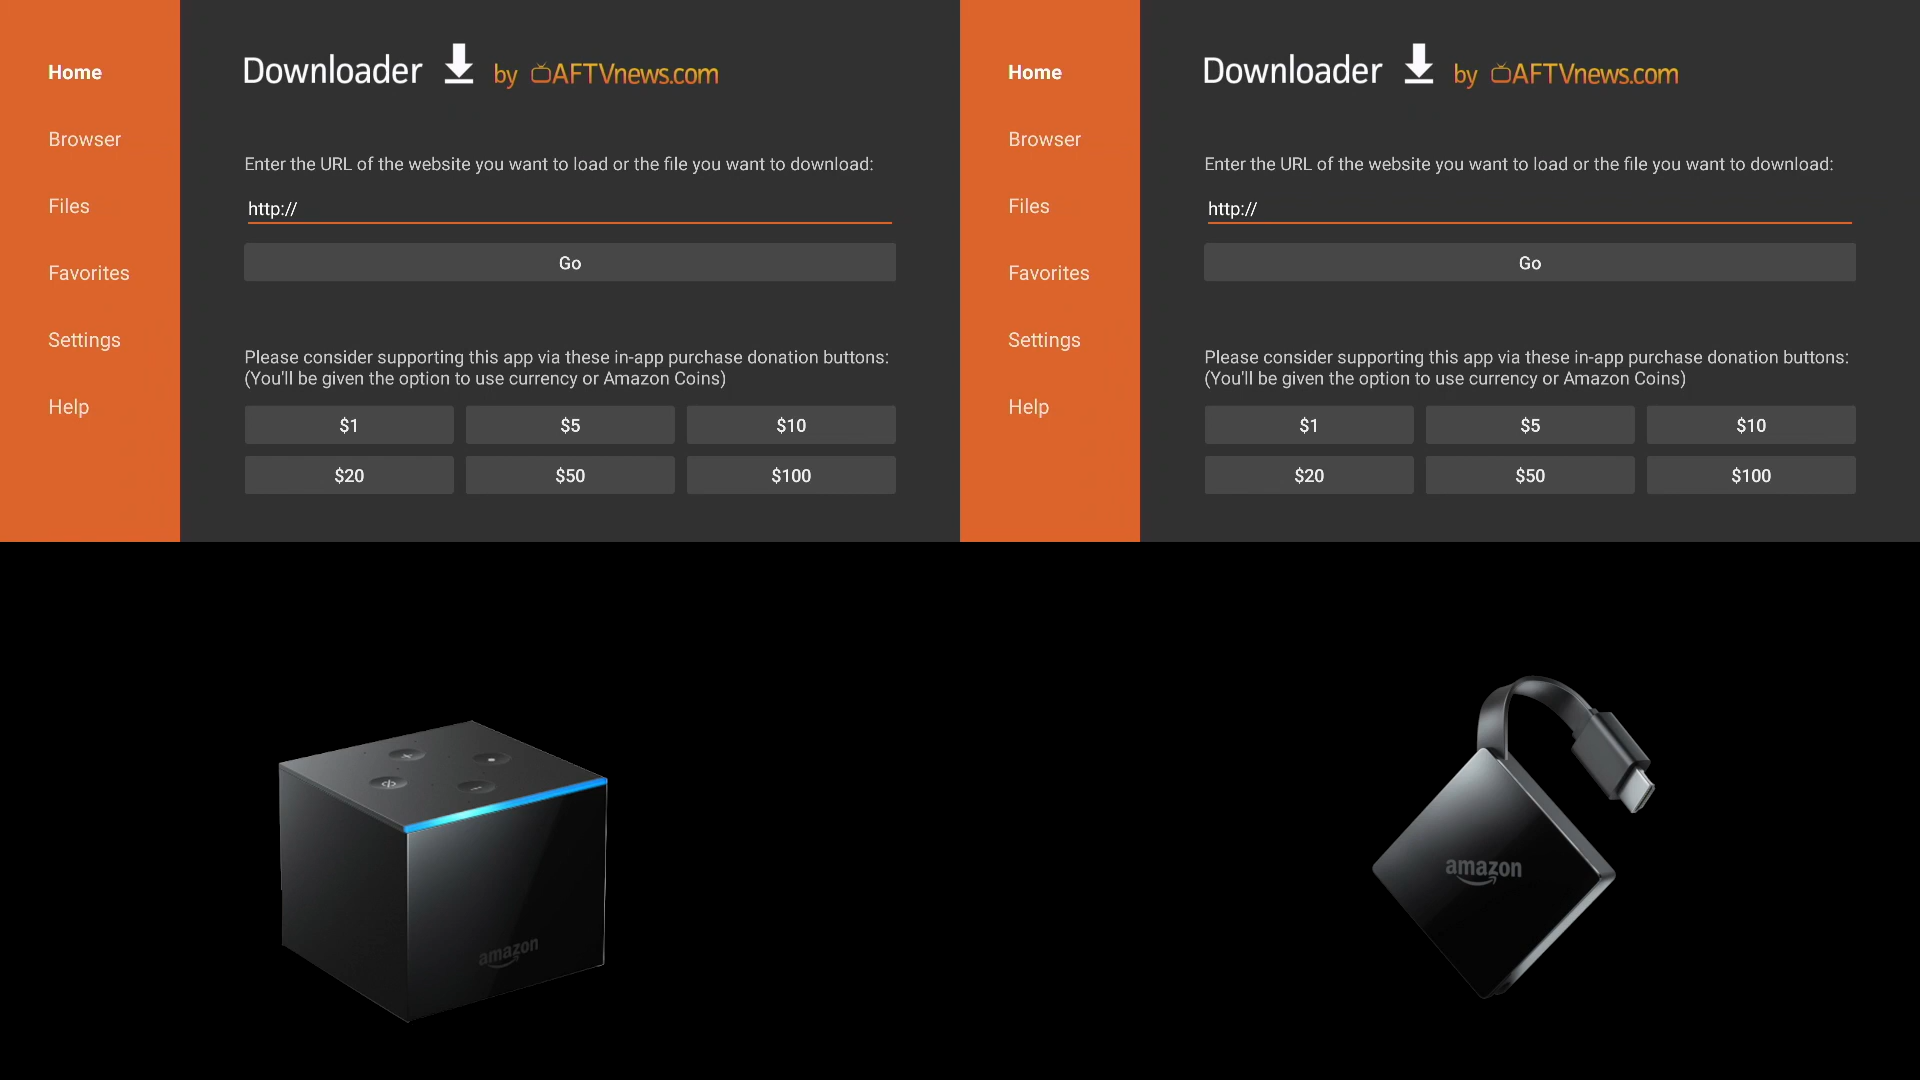 Home
Browser
Files
Favorites
Settings
Help
Downloader by AFTVnews.com
Enter the URL of the website you want to load or the file you want to download:
http://
Go
Please consider supporting this app via these in-app purchase donation buttons:
(You'll be given the option to use currency or Amazon Coins)
$1 $5 $10
$20 $50 $100
Home
Browser
Files
Favorites
Settings
Help
Downloader by AFTVnews.com
Enter the URL of the website you want to load or the file you want to download:
http://
Go
Please consider supporting this app via these in-app purchase donation buttons:
(You'll be given the option to use currency or Amazon Coins)
$1 $5 $10
$20 $50 $100
amazon
amazon